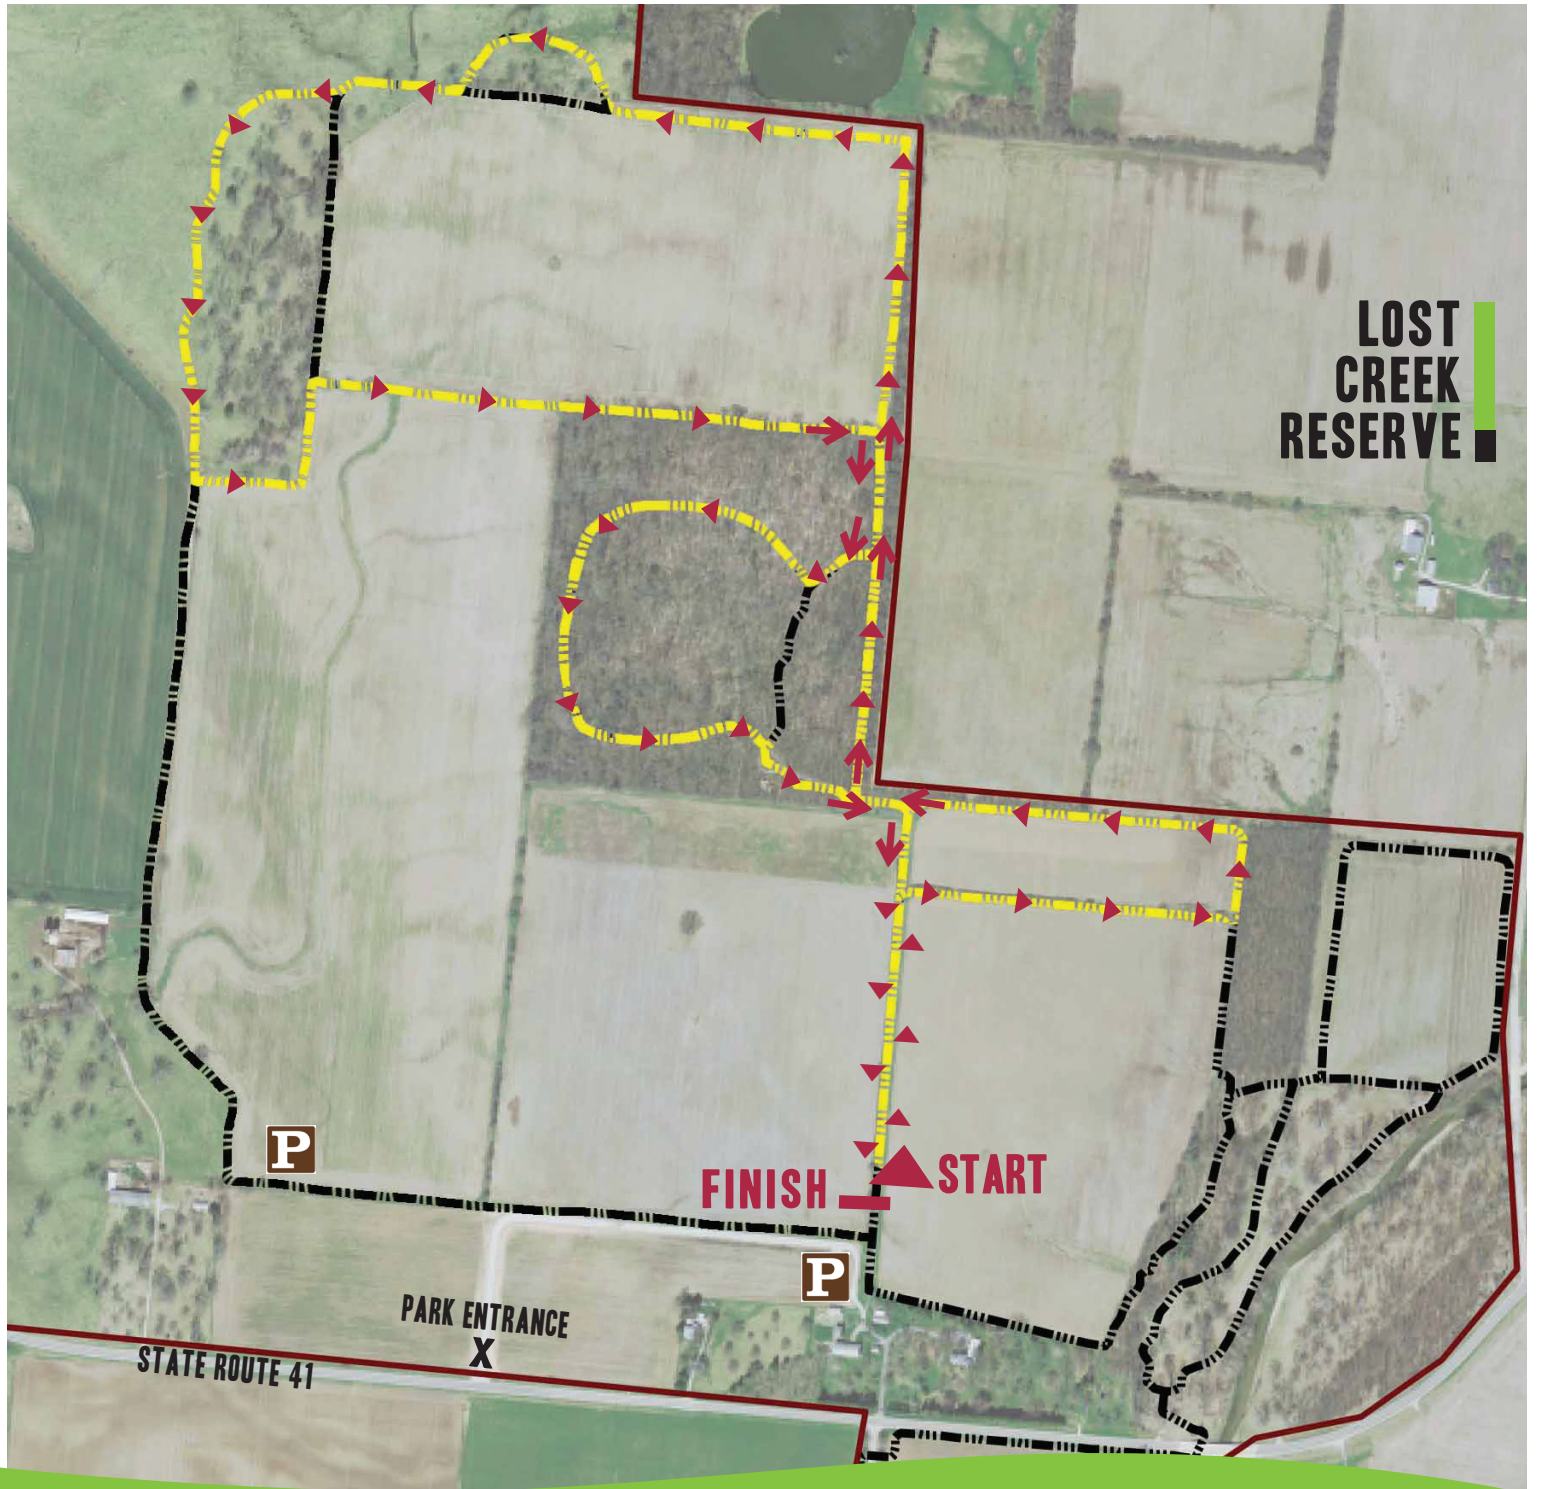 LOST
CREEK
RESERVE
P
FINISH
START
P
PARK ENTRANCE
X
STATE ROUTE 41